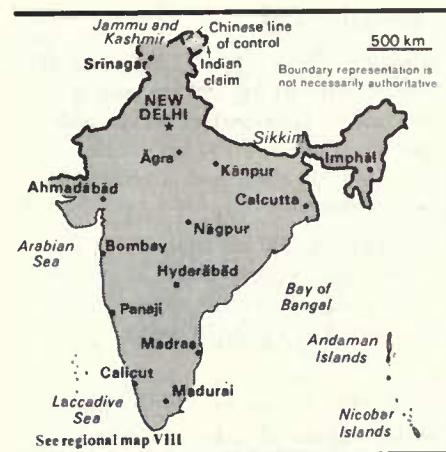 Jammu and
Kashmir
Chinese line
of control
Indian
claim
500 km
Boundary representation is
not necessarily authoritative
Srinagar
NEW
DELHI
Sikkim
Āgra
Kānpur
Imphāl
Ahmadābād
Calcutta
Nāgpur
Arabian
Sea
Bombay
Hyderābād
Bay of
Bangal
Panaji
Madraa
Andaman
Islands
Calicut
Laccadive
Sea
Madurai
Nicobar
Islands
See regional map VIII